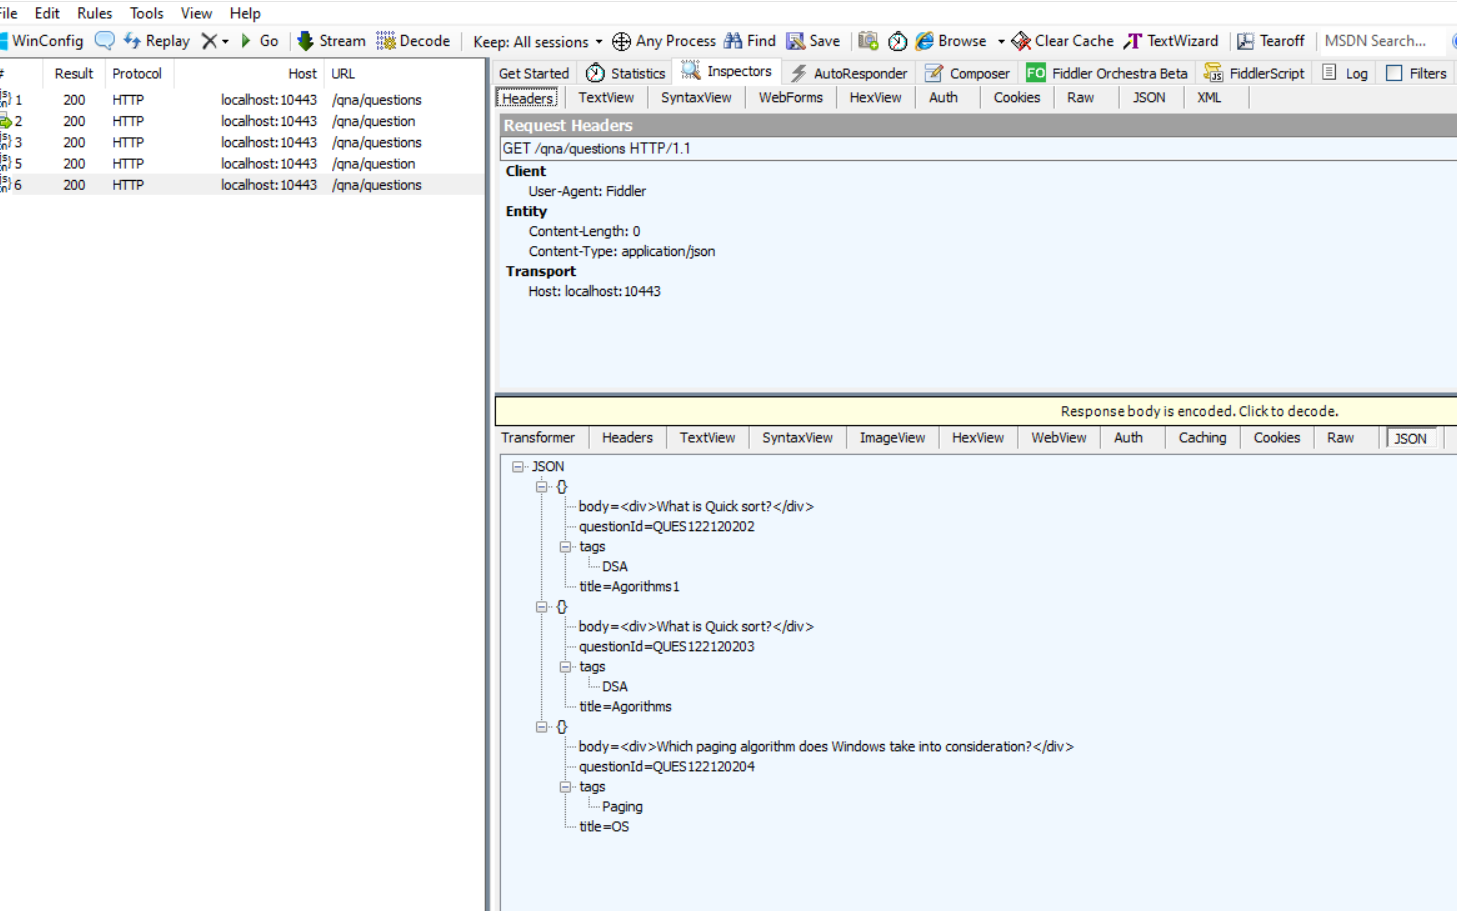 File Edit Rules Tools View Help
WinConfig Replay Go Stream Decode Keep: All sessions Any Process Find Save Browse Clear Cache TextWizard Tearoff MSDN Search...
# Result Protocol Host URL
1 200 HTTP localhost:10443 /qna/questions
2 200 HTTP localhost:10443 /qna/question
3 200 HTTP localhost:10443 /qna/questions
5 200 HTTP localhost:10443 /qna/question
6 200 HTTP localhost:10443 /qna/questions
Get Started Statistics Inspectors AutoResponder Composer FO Fiddler Orchestra Beta FiddlerScript Log Filters
Headers TextView SyntaxView WebForms HexView Auth Cookies Raw JSON XML
Request Headers
GET /qna/questions HTTP/1.1
Client
User-Agent: Fiddler
Entity
Content-Length: 0
Content-Type: application/json
Transport
Host: localhost:10443
Response body is encoded. Click to decode.
Transformer Headers TextView SyntaxView ImageView HexView WebView Auth Caching Cookies Raw JSON
JSON
{}
body=<div>What is Quick sort?</div>
questionId=QUES122120202
tags
DSA
title=Agorithms1
{}
body=<div>What is Quick sort?</div>
questionId=QUES122120203
tags
DSA
title=Agorithms
{}
body=<div>Which paging algorithm does Windows take into consideration?</div>
questionId=QUES122120204
tags
Paging
title=OS